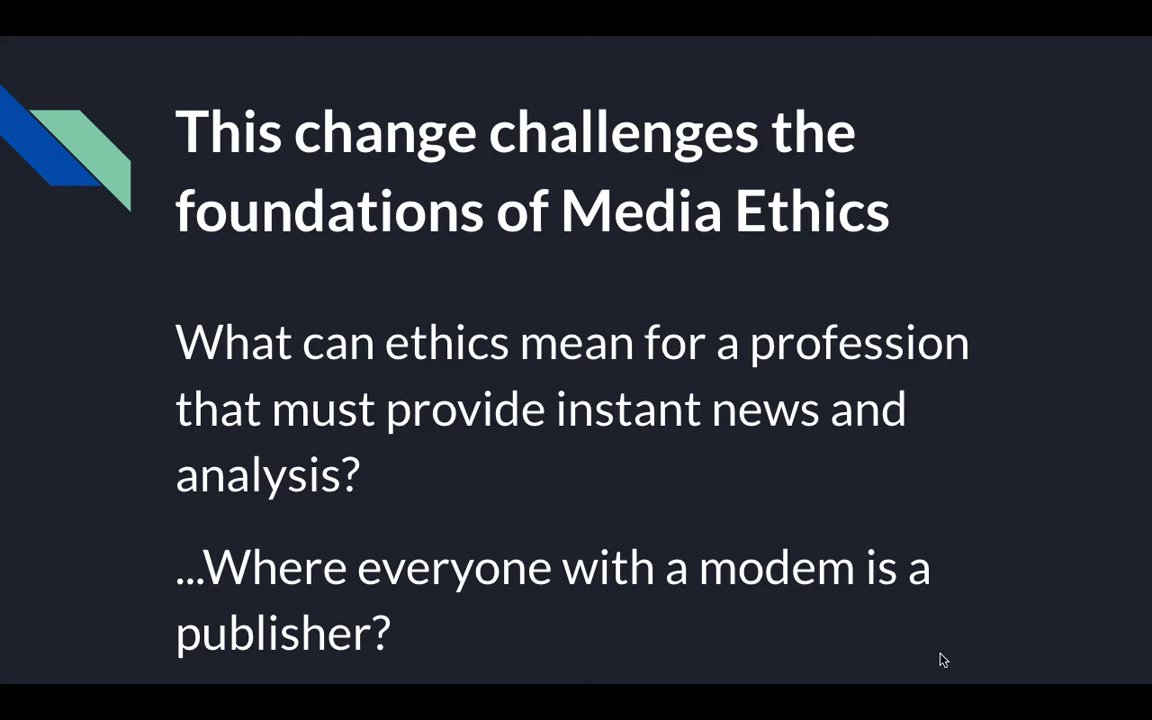 This change challenges the
foundations of Media Ethics
What can ethics mean for a profession
that must provide instant news and
analysis?
...Where everyone with a modem is a
publisher?